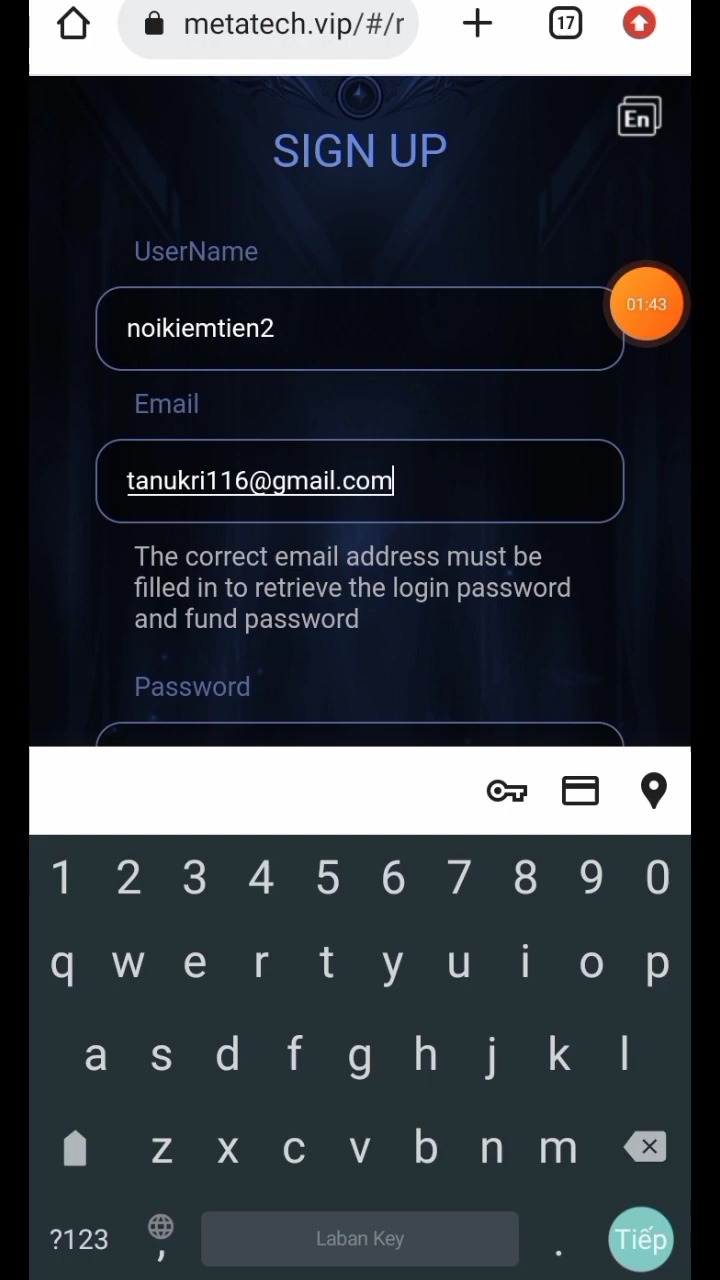 metatech.vip/#/r
17
En
SIGN UP
UserName
01:43
noikiemtien2
Email
tanukri116@gmail.com
The correct email address must be
filled in to retrieve the login password
and fund password
Password
1 2 3 4 5 6 7 8 9 0
q w e r t y u i o p
a s d f g h j k l
z x c v b n m
?123 , Laban Key . Tiếp